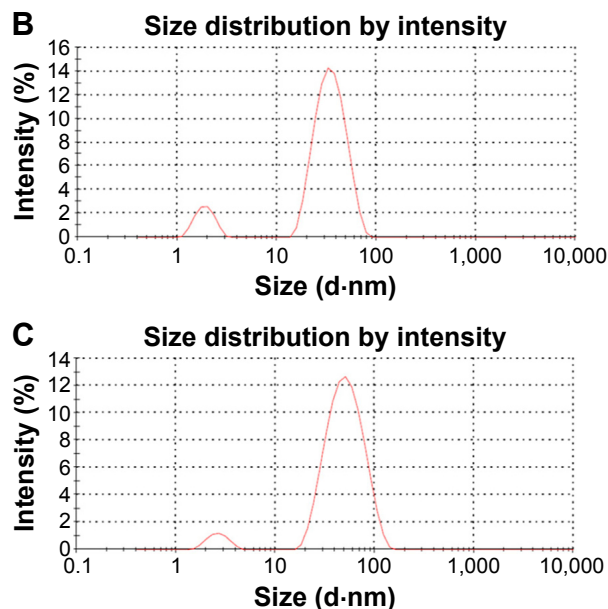 B Size distribution by intensity
Intensity (%)
16
14
12
10
8
6
4
2
0
0.1 1 10 100 1,000 10,000
Size (d·nm)
C Size distribution by intensity
Intensity (%)
14
12
10
8
6
4
2
0
0.1 1 10 100 1,000 10,000
Size (d·nm)